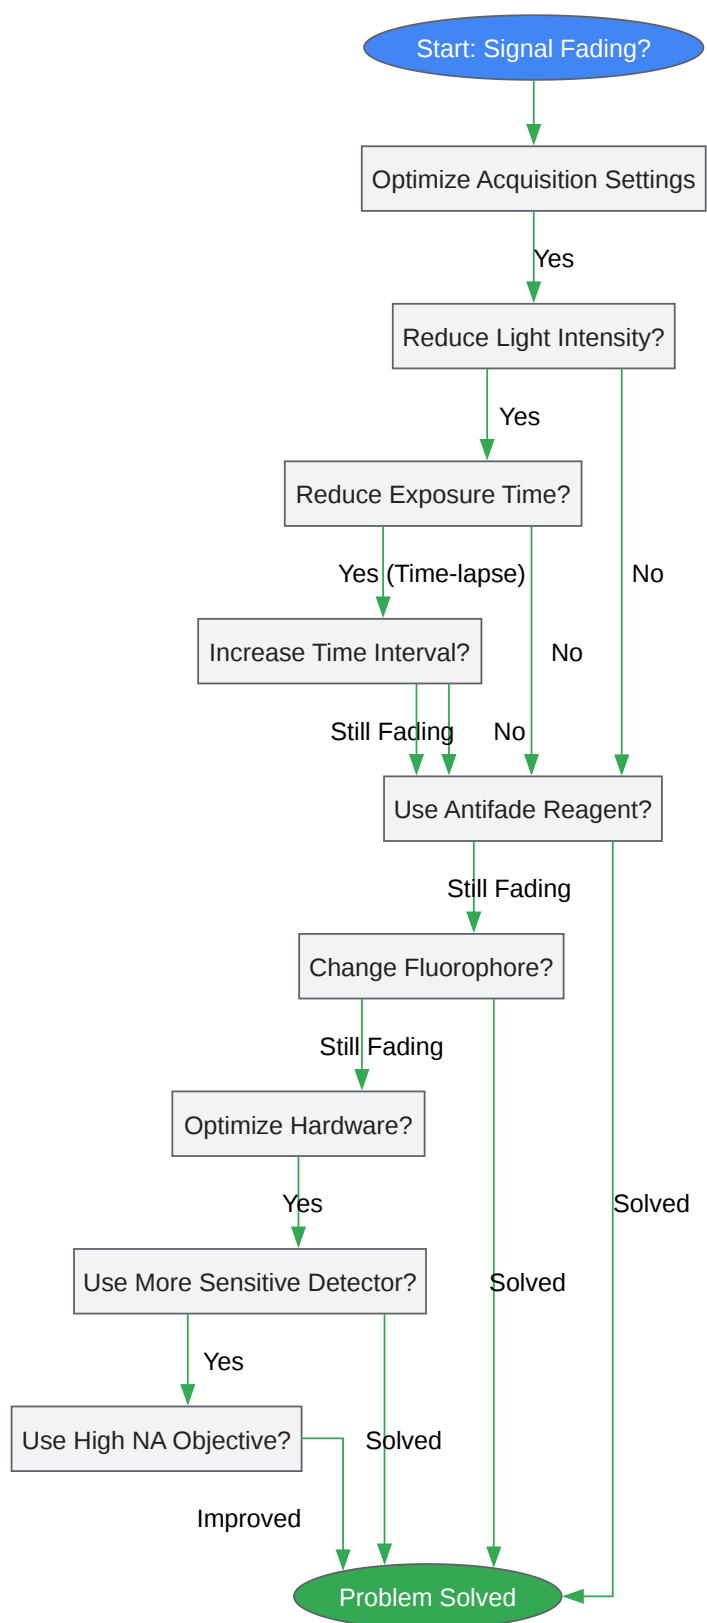 Start: Signal Fading?
Optimize Acquisition Settings
Yes
Reduce Light Intensity?
Yes
Reduce Exposure Time?
Yes (Time-lapse)
No
Increase Time Interval?
No
Still Fading
No
Use Antifade Reagent?
Still Fading
Change Fluorophore?
Still Fading
Optimize Hardware?
Yes
Solved
Use More Sensitive Detector?
Solved
Yes
Use High NA Objective?
Solved
Improved
Problem Solved